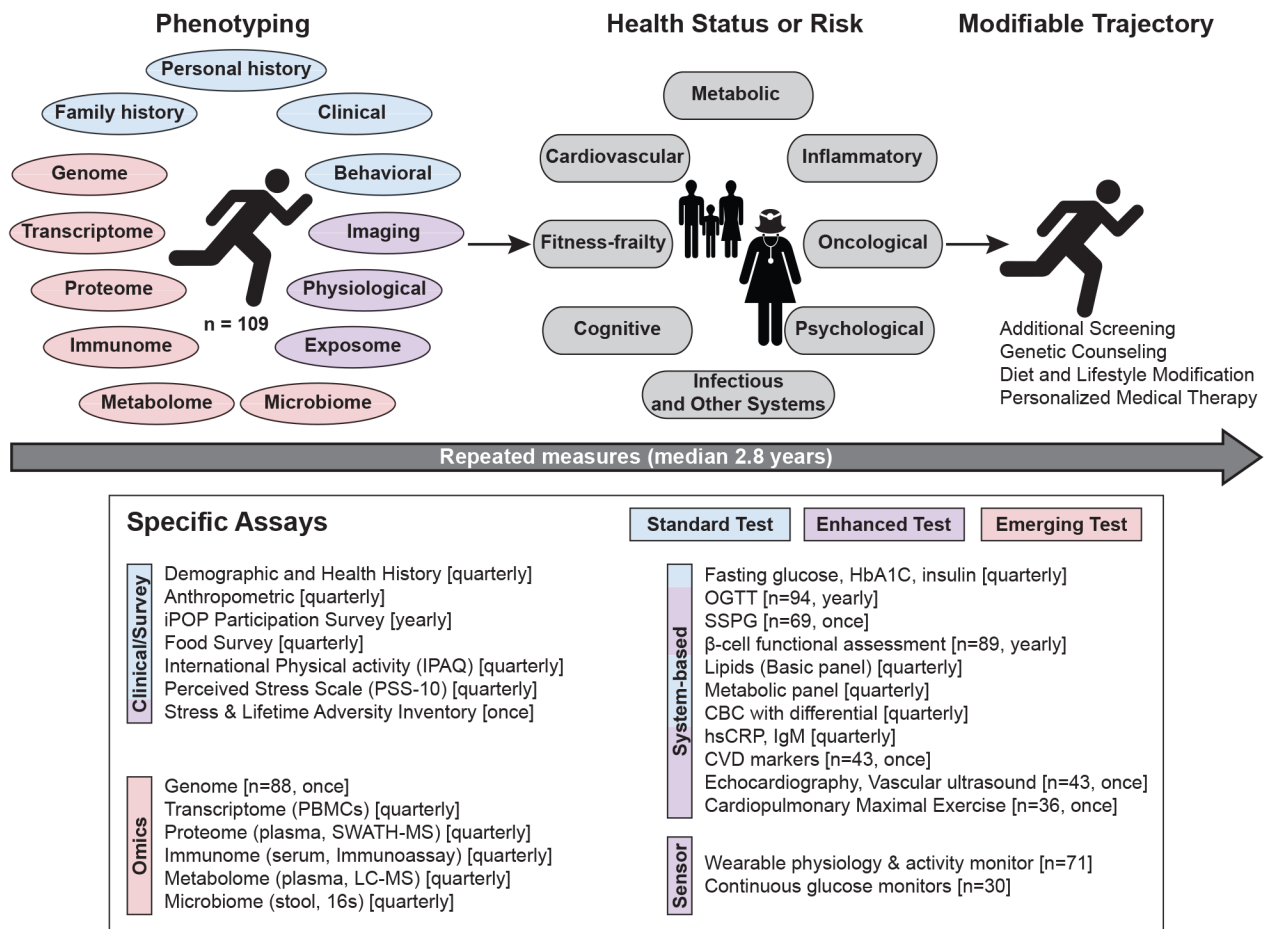 Phenotyping
Health Status or Risk
Modifiable Trajectory
Personal history
Family history
Clinical
Genome
Behavioral
Transcriptome
Imaging
Proteome
Physiological
n = 109
Immunome
Exposome
Metabolome
Microbiome
Metabolic
Cardiovascular
Inflammatory
Fitness-frailty
Oncological
Cognitive
Psychological
Infectious
and Other Systems
Additional Screening
Genetic Counseling
Diet and Lifestyle Modification
Personalized Medical Therapy
Repeated measures (median 2.8 years)
Specific Assays
Standard Test
Enhanced Test
Emerging Test
Clinical/Survey
Demographic and Health History [quarterly]
Anthropometric [quarterly]
iPOP Participation Survey [yearly]
Food Survey [quarterly]
International Physical activity (IPAQ) [quarterly]
Perceived Stress Scale (PSS-10) [quarterly]
Stress & Lifetime Adversity Inventory [once]
Omics
Genome [n=88, once]
Transcriptome (PBMCs) [quarterly]
Proteome (plasma, SWATH-MS) [quarterly]
Immunome (serum, Immunoassay) [quarterly]
Metabolome (plasma, LC-MS) [quarterly]
Microbiome (stool, 16s) [quarterly]
System-based
Fasting glucose, HbA1C, insulin [quarterly]
OGTT [n=94, yearly]
SSPG [n=69, once]
β-cell functional assessment [n=89, yearly]
Lipids (Basic panel) [quarterly]
Metabolic panel [quarterly]
CBC with differential [quarterly]
hsCRP, IgM [quarterly]
CVD markers [n=43, once]
Echocardiography, Vascular ultrasound [n=43, once]
Cardiopulmonary Maximal Exercise [n=36, once]
Sensor
Wearable physiology & activity monitor [n=71]
Continuous glucose monitors [n=30]